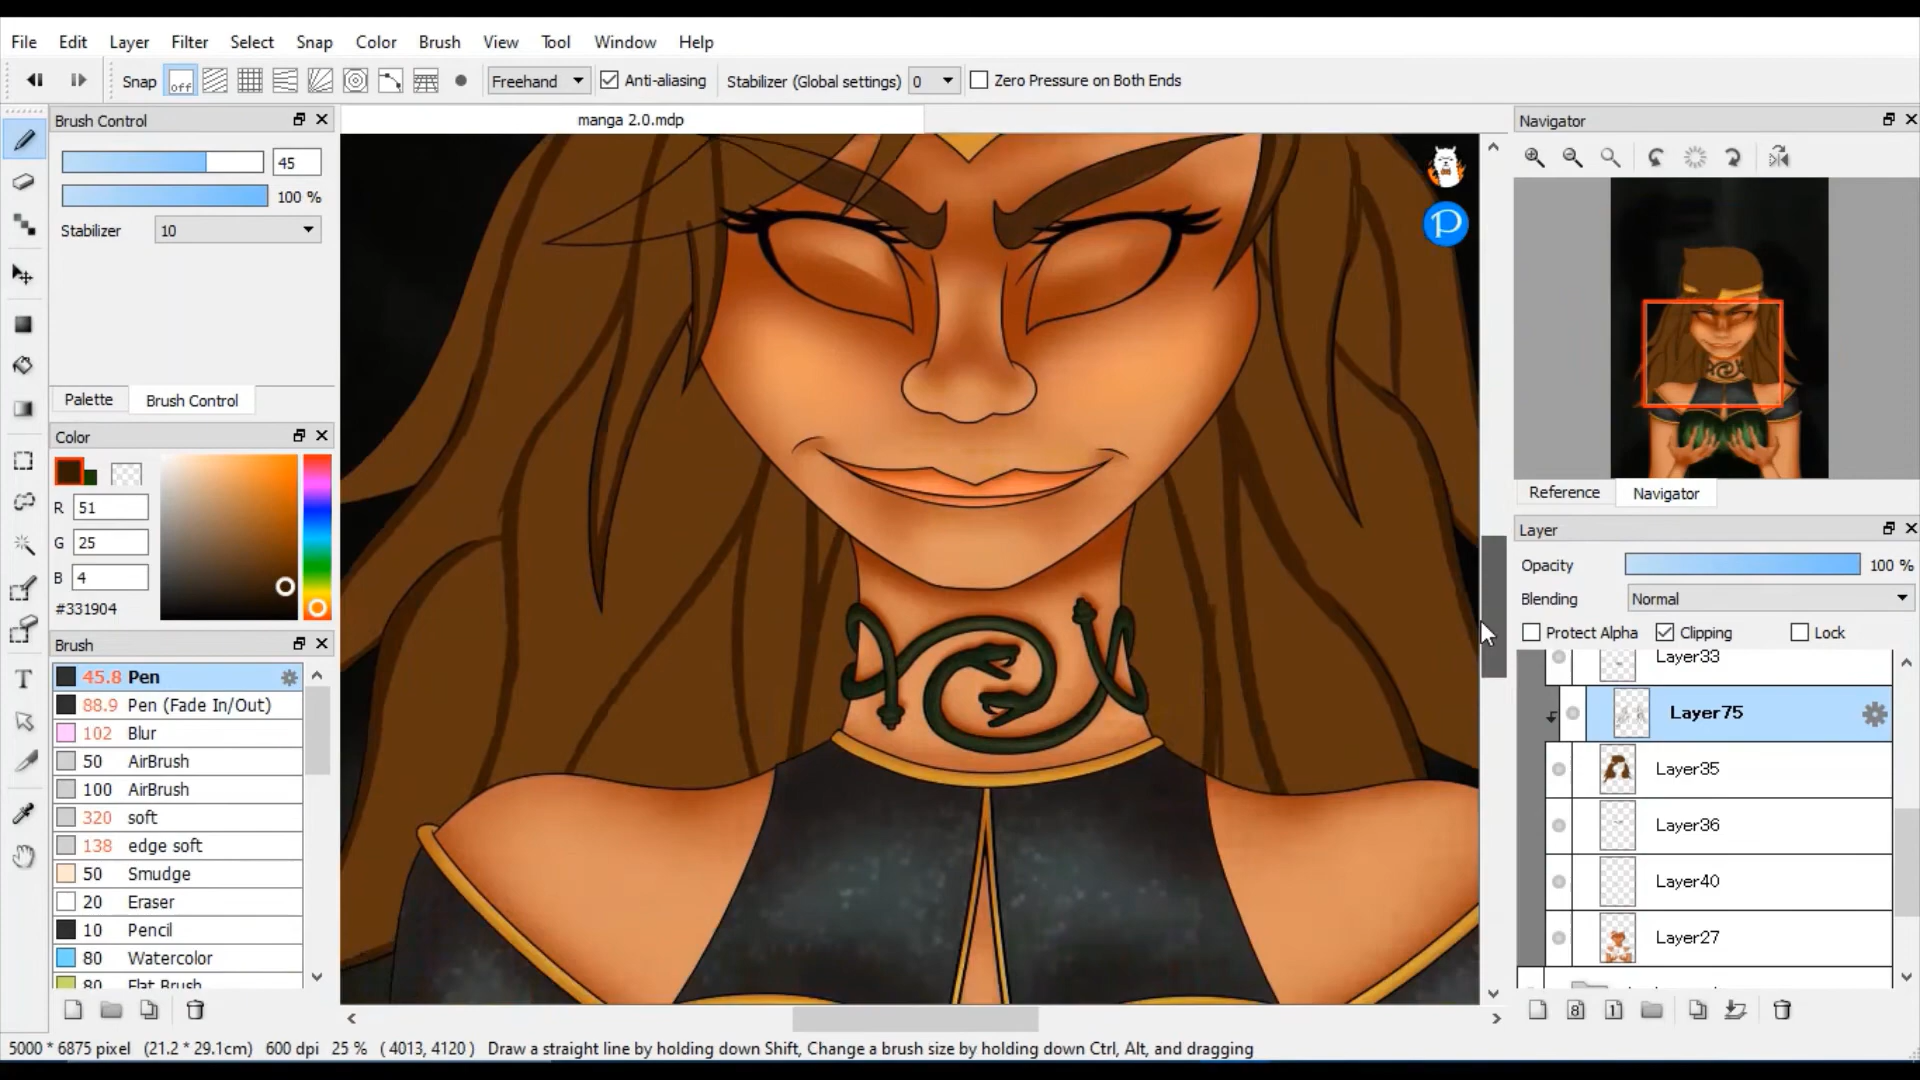 File Edit Layer Filter Select Snap Color Brush View Tool Window Help
Snap off Freehand Anti-aliasing Stabilizer (Global settings) 0 Zero Pressure on Both Ends
Brush Control
45
100 %
Stabilizer 10
Palette Brush Control
Color
R 51
G 25
B 4
#331904
Brush
45.8 Pen
88.9 Pen (Fade In/Out)
102 Blur
50 AirBrush
100 AirBrush
320 soft
138 edge soft
50 Smudge
20 Eraser
10 Pencil
80 Watercolor
80 Flat Brush
T
manga 2.0.mdp
P
Navigator
Reference Navigator
Layer
Opacity 100 %
Blending Normal
Protect Alpha Clipping Lock
Layer33
Layer75
Layer35
Layer36
Layer40
Layer27
8 1
5000 * 6875 pixel (21.2 * 29.1cm) 600 dpi 25 % ( 4013, 4120 ) Draw a straight line by holding down Shift, Change a brush size by holding down Ctrl, Alt, and dragging